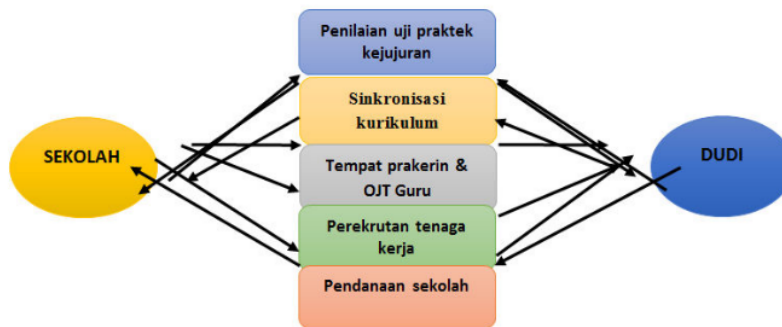 Penilaian uji praktek
kejujuran
Sinkronisasi
kurikulum
SEKOLAH
DUDI
Tempat prakerin &
OJT Guru
Perekrutan tenaga
kerja
Pendanaan sekolah